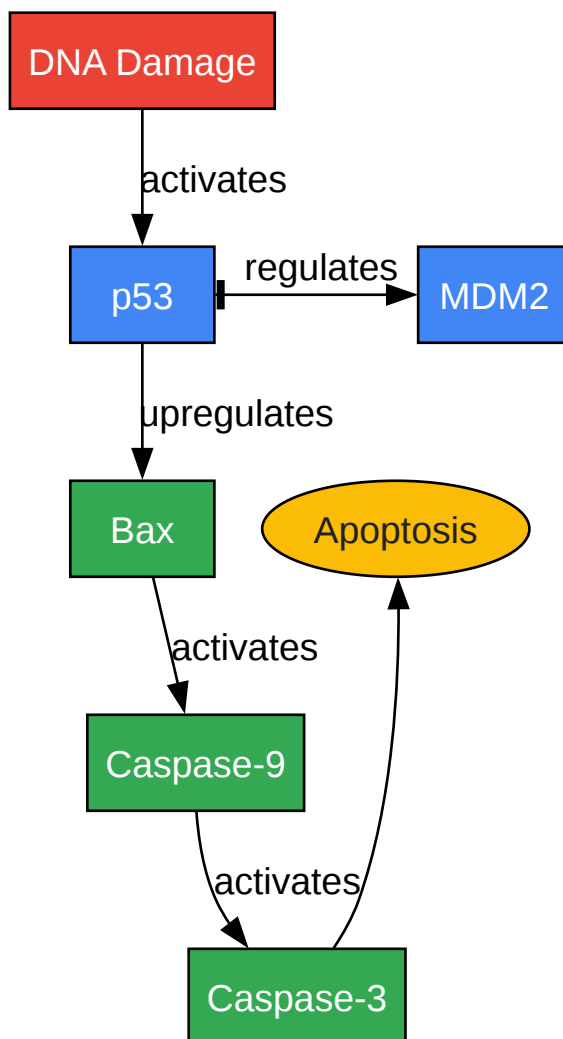 DNA Damage
activates
p53
regulates
MDM2
upregulates
Bax
Apoptosis
activates
Caspase-9
activates
Caspase-3